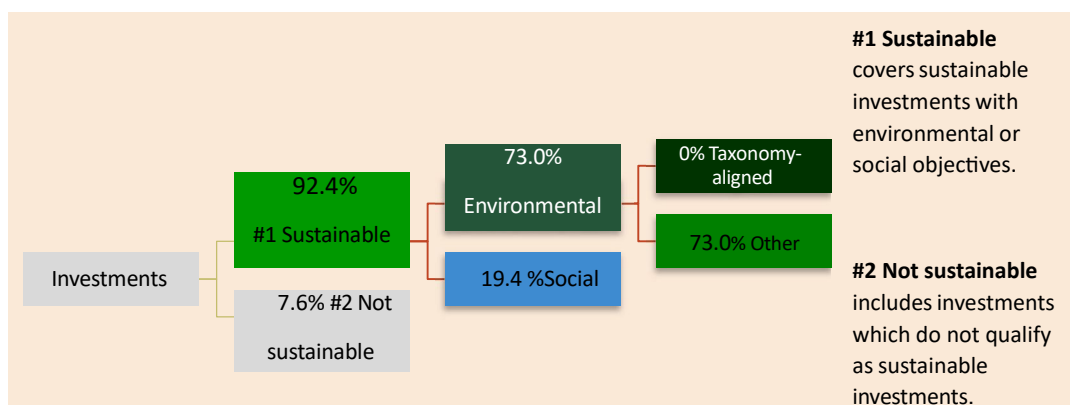 Investments
92.4%
#1 Sustainable
7.6% #2 Not
sustainable
73.0%
Environmental
19.4 %Social
0% Taxonomy-
aligned
73.0% Other
#1 Sustainable
covers sustainable
investments with
environmental or
social objectives.
#2 Not sustainable
includes investments
which do not qualify
as sustainable
investments.